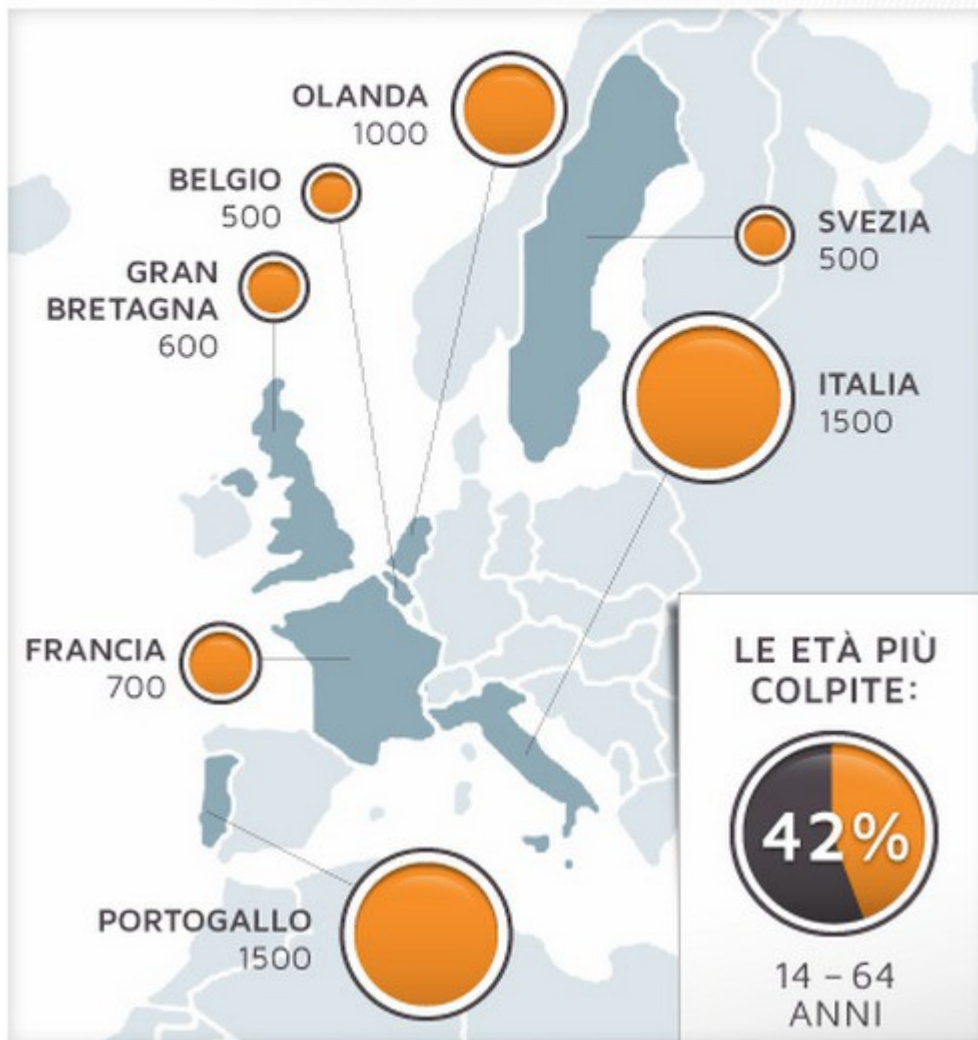 OLANDA
1000
BELGIO
500
GRAN
BRETAGNA
600
SVEZIA
500
ITALIA
1500
FRANCIA
700
PORTOGALLO
1500
LE ETÀ PIÙ
COLPITE:
42%
14 – 64
ANNI